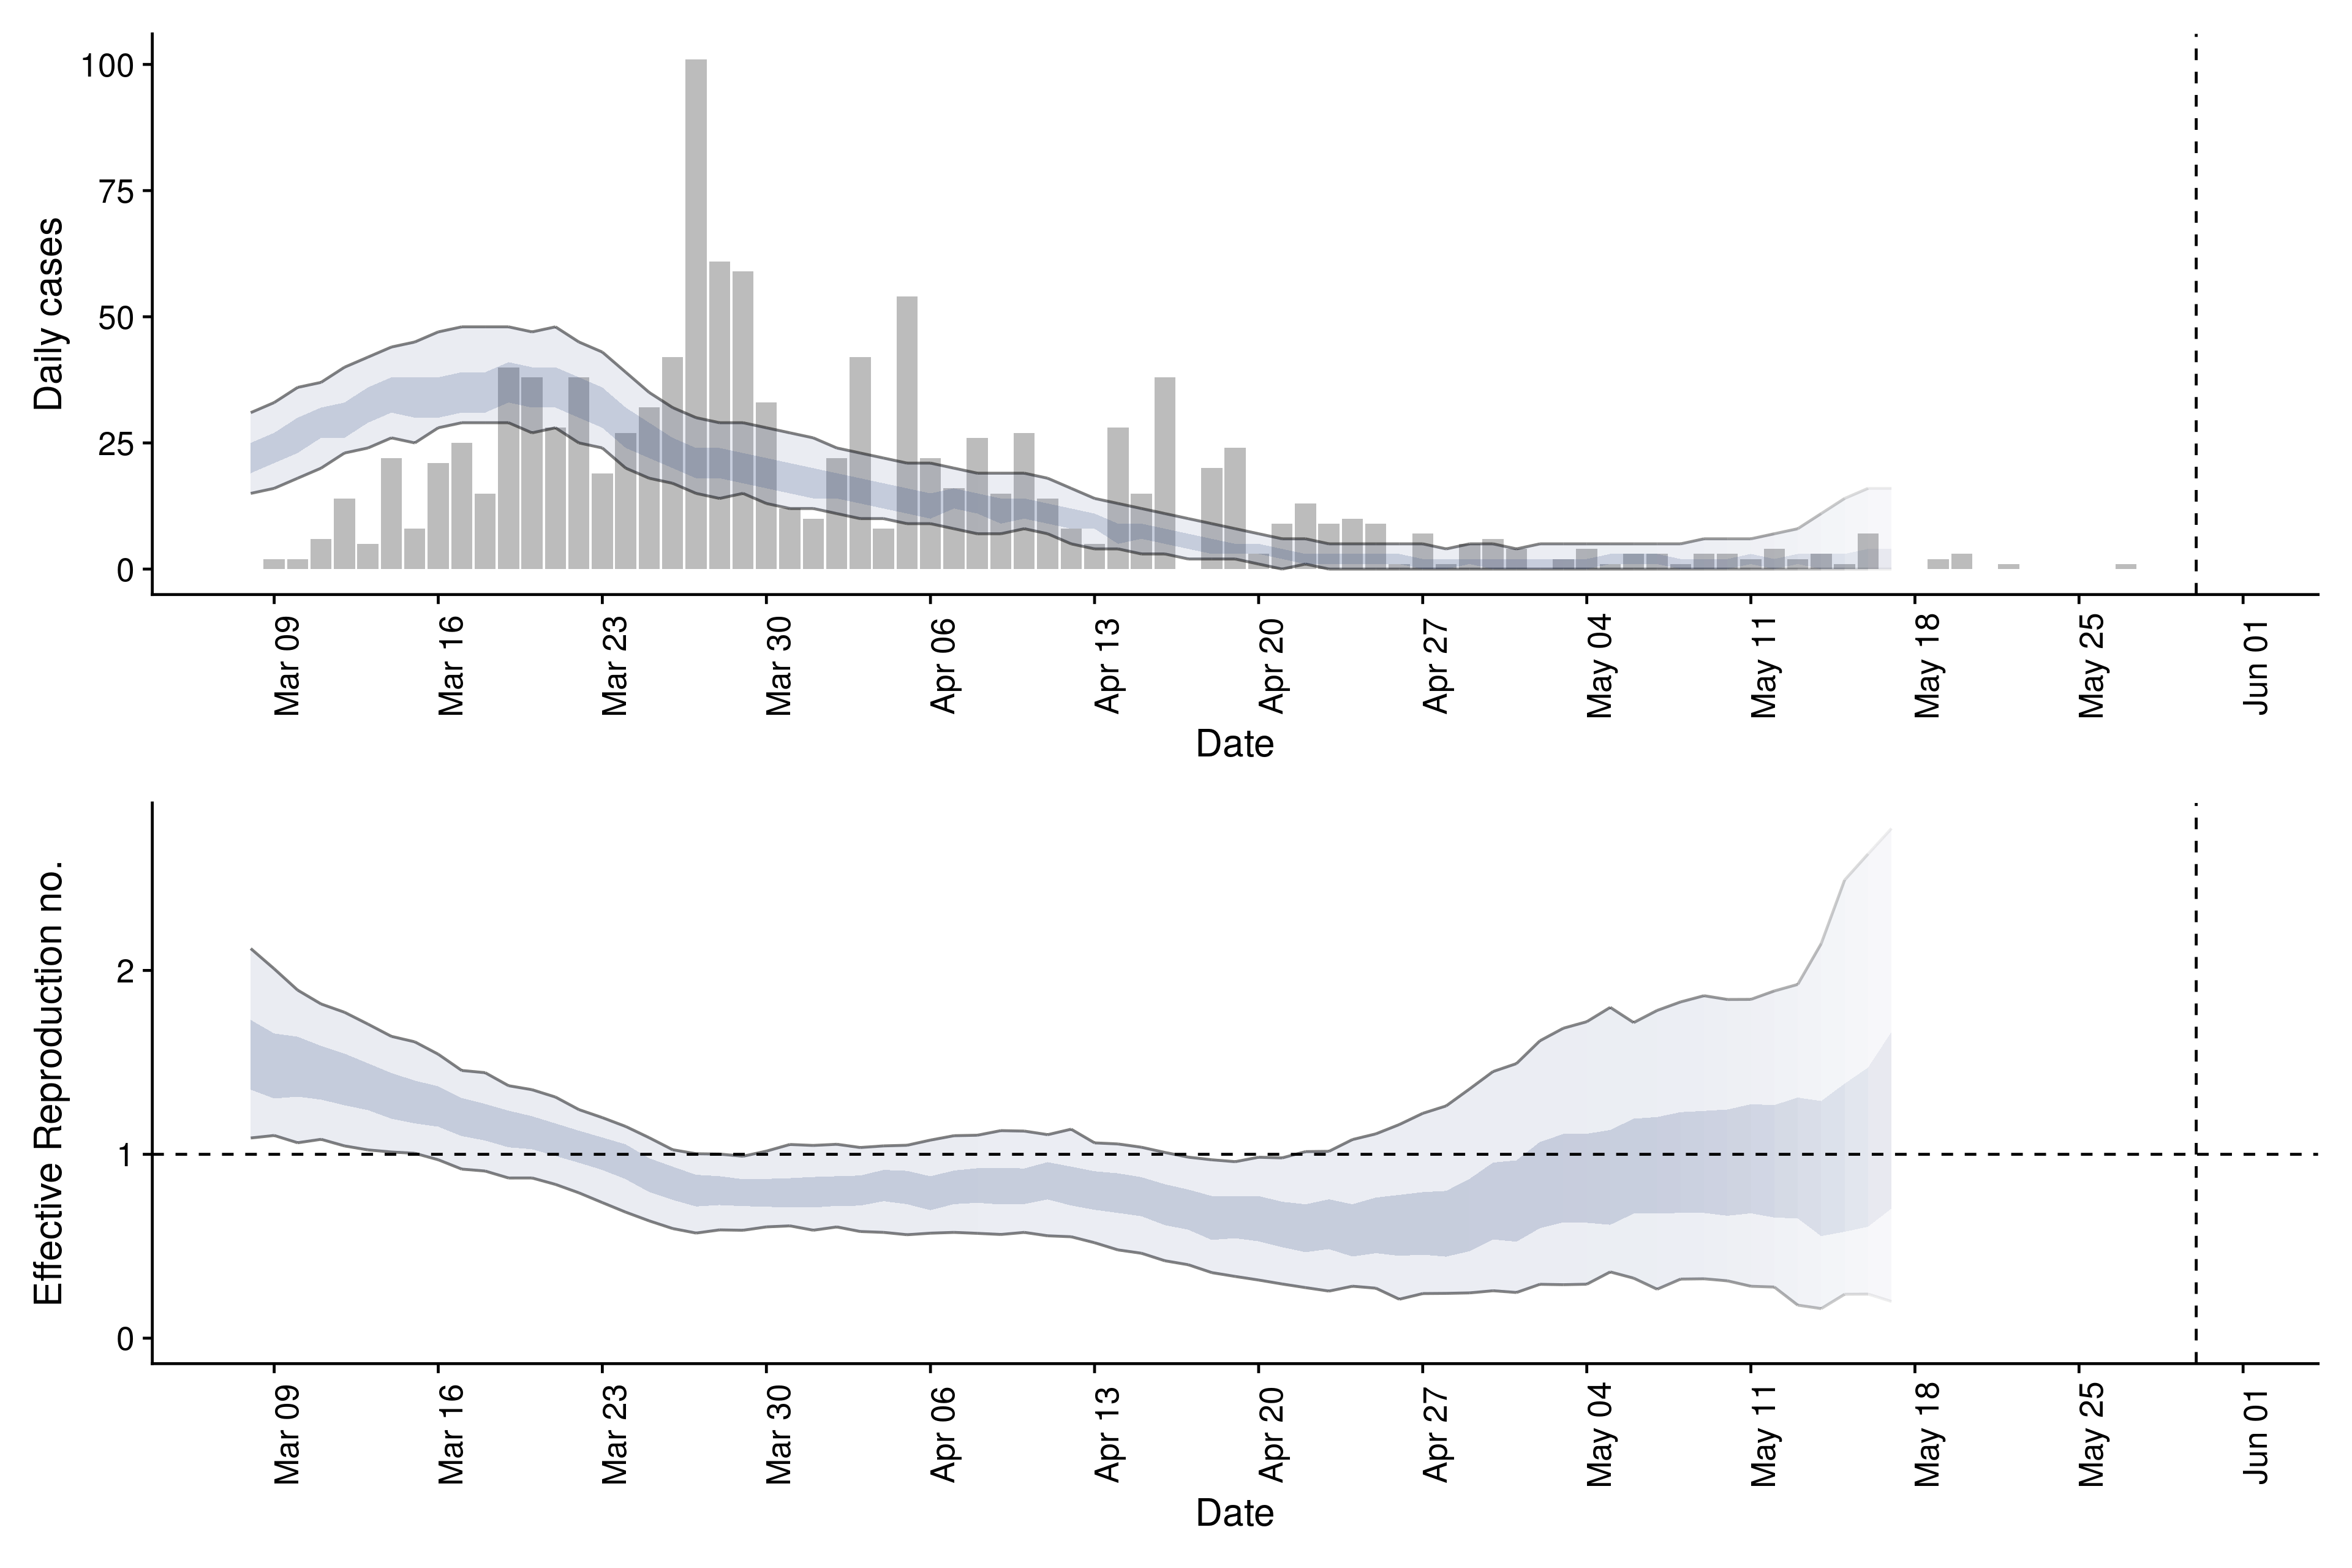 Daily cases
100
75
50
25
0
Mar 09
Mar 16
Mar 23
Mar 30
Apr 06
Apr 13
Apr 20
Apr 27
May 04
May 11
May 18
May 25
Jun 01
Date
Effective Reproduction no.
2
1
0
Mar 09
Mar 16
Mar 23
Mar 30
Apr 06
Apr 13
Apr 20
Apr 27
May 04
May 11
May 18
May 25
Jun 01
Date